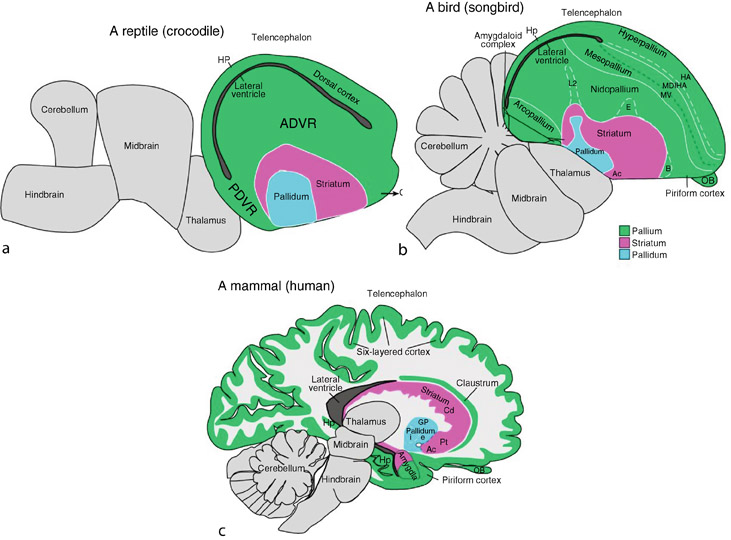 A reptile (crocodile)
Telencephalon
HP
Lateral
ventricle
Dorsal cortex
ADVR
Cerebellum
Midbrain
Striatum
Pallidum
PDVR
Hindbrain
Thalamus
a
A bird (songbird)
Telencephalon
Amygdaloid
complex
Hp
Lateral
ventricle
Hyperpallium
Mesopallium
HA
MD/HA
MV
L2
Nidopallium
E
Arcopallium
Striatum
Cerebellum
Pallidum
Thalamus
Ac
B
OB
Piriform cortex
Midbrain
Hindbrain
b
Pallium
Striatum
Pallidum
A mammal (human)
Telencephalon
Six-layered cortex
Lateral
ventricle
Claustrum
Striatum
Cd
Hp
Thalamus
GP
Pallidum
i e
Pt
Ac
Midbrain
Hp
Amygdla
OB
Cerebellum
Hindbrain
Piriform cortex
c